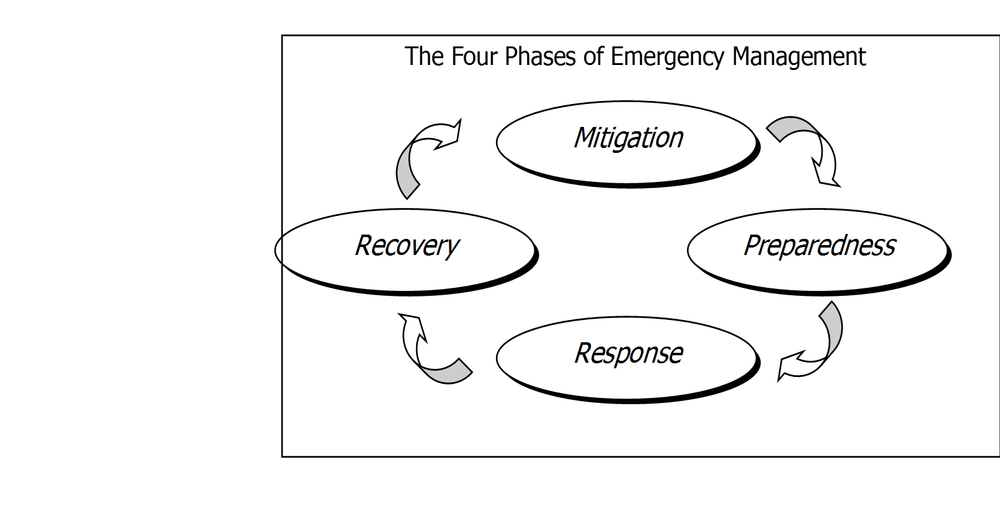 The Four Phases of Emergency Management
Mitigation
Recovery
Preparedness
Response